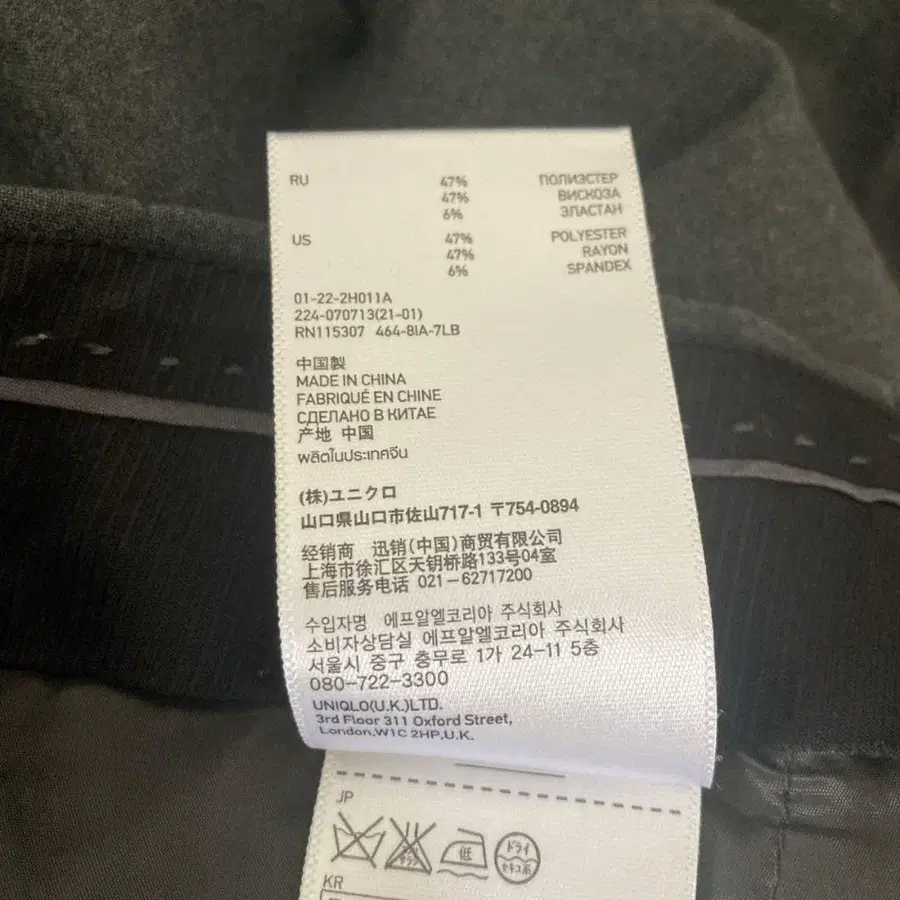 RU 47% ПОЛИЭСТЕР
47% ВИСКОЗА
6% ЭЛАСТАН
US 47% POLYESTER
47% RAYON
6% SPANDEX
01-22-2H011A
224-070713(21-01)
RN115307 464-8IA-7LB
中国製
MADE IN CHINA
FABRIQUÉ EN CHINE
СДЕЛАНО В КИТАЕ
产地 中国
ผลิตในประเทศจีน
(株)ユニクロ
山口県山口市佐山717-1 〒754-0894
经销商 迅销(中国)商贸有限公司
上海市徐汇区天钥桥路133号04室
售后服务电话 021-62717200
수입자명 에프알엘코리아 주식회사
소비자상담실 에프알엘코리아 주식회사
서울시 중구 충무로 1가 24-11 5층
080-722-3300
UNIQLO(U.K.)LTD.
3rd Floor 311 Oxford Street,
London,W1C 2HP,U.K.
JP
低 ドライ
セキユ系
KR